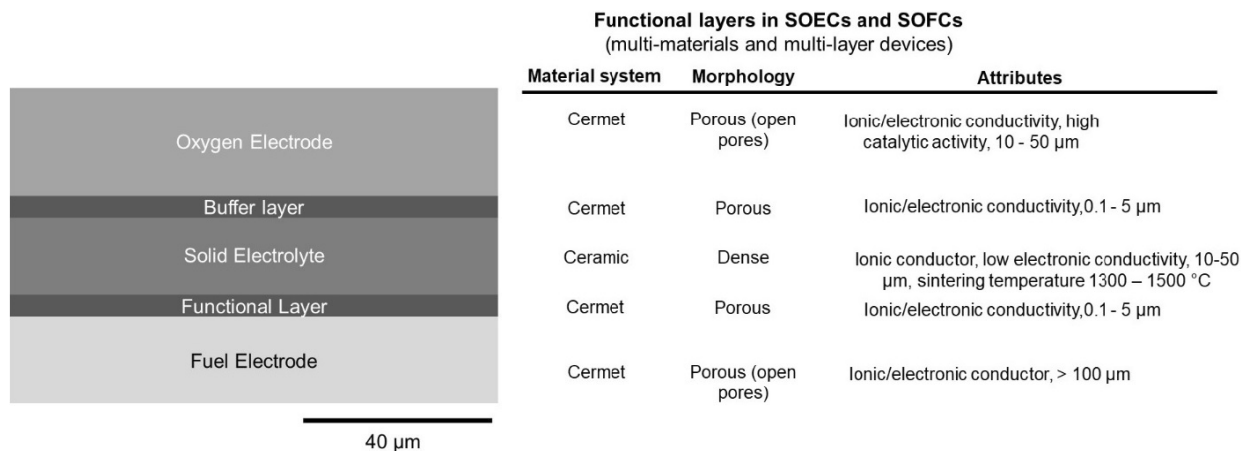 Functional layers in SOECs and SOFCs
(multi-materials and multi-layer devices)
Material system Morphology Attributes
Oxygen Electrode
Cermet
Porous (open
pores)
Ionic/electronic conductivity, high
catalytic activity, 10 - 50 µm
Buffer layer
Cermet
Porous
Ionic/electronic conductivity,0.1 - 5 µm
Solid Electrolyte
Ceramic
Dense
Ionic conductor, low electronic conductivity, 10-50
µm, sintering temperature 1300 – 1500 °C
Functional Layer
Cermet
Porous
Ionic/electronic conductivity,0.1 - 5 µm
Fuel Electrode
Cermet
Porous (open
pores)
Ionic/electronic conductor, > 100 µm
40 µm